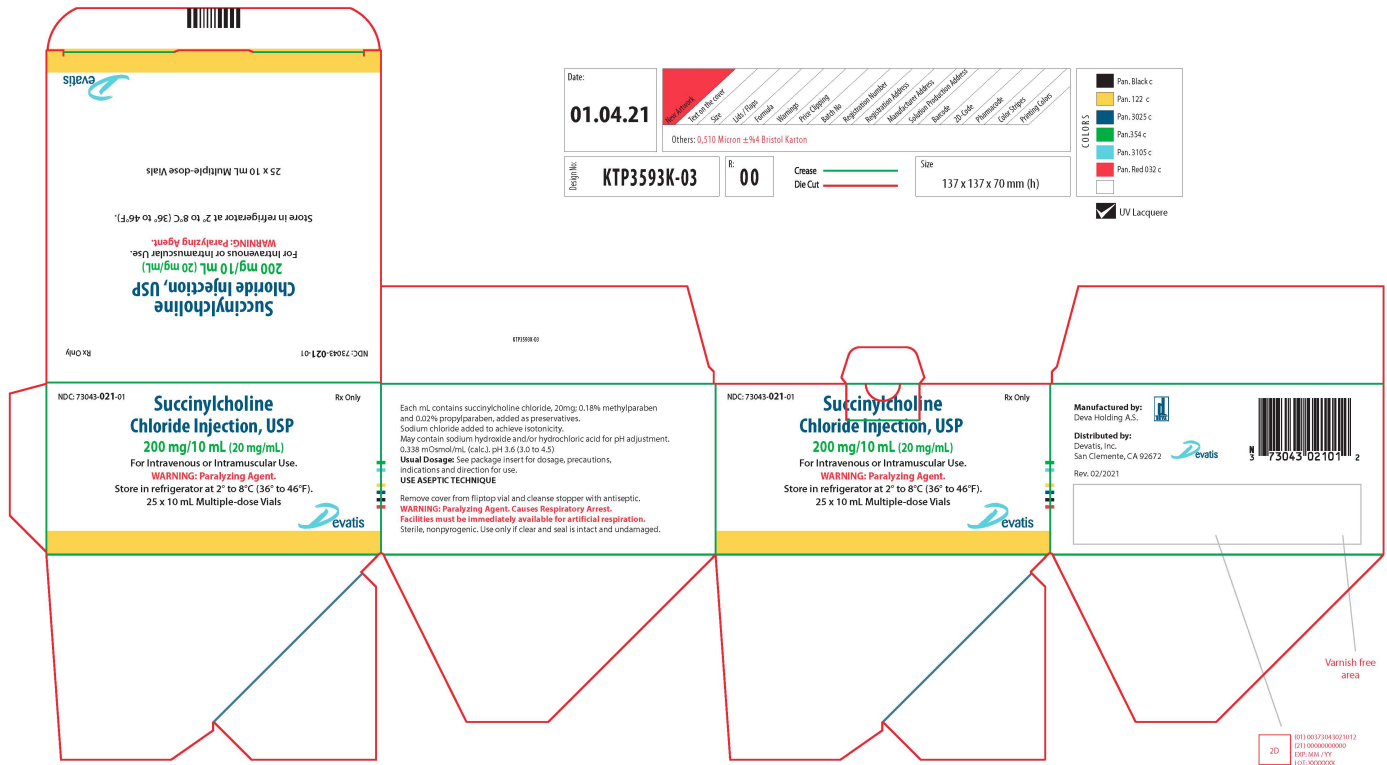 Devatis
25 x 10 mL Multiple-dose Vials
Store in refrigerator at 2° to 8°C (36° to 46°F).
WARNING: Paralyzing Agent.
For Intravenous or Intramuscular Use.
200 mg/10 mL (20 mg/mL)
Succinylcholine
Chloride Injection, USP
NDC: 73043-021-01
Rx Only
Date:
01.04.21
New Artwork
Text on the cover
Size
Lids / Flaps
Formula
Warnings
Price Clipping
Batch No
Registration Number
Registration Address
Manufacturer Address
Solution Production Address
Barcode
2D-Code
Pharmacode
Color Stripes
Printing Colors
Others: 0,510 Micron ±%4 Bristol Karton
Design No:
KTP3593K-03
R:
00
Crease
Die Cut
Size
137 x 137 x 70 mm (h)
COLORS
Pan. Black c
Pan. 122 c
Pan. 3025 c
Pan.354 c
Pan. 3105 c
Pan. Red 032 c
UV Lacquere
KTP3593K-03
NDC: 73043-021-01
Rx Only
Succinylcholine
Chloride Injection, USP
200 mg/10 mL (20 mg/mL)
For Intravenous or Intramuscular Use.
WARNING: Paralyzing Agent.
Store in refrigerator at 2° to 8°C (36° to 46°F).
25 x 10 mL Multiple-dose Vials
Devatis
Each mL contains succinylcholine chloride, 20mg; 0.18% methylparaben
and 0.02% propylparaben, added as preservatives.
Sodium chloride added to achieve isotonicity.
May contain sodium hydroxide and/or hydrochloric acid for pH adjustment.
0.338 mOsmol/mL (calc.). pH 3.6 (3.0 to 4.5)
Usual Dosage: See package insert for dosage, precautions,
indications and direction for use.
USE ASEPTIC TECHNIQUE
Remove cover from fliptop vial and cleanse stopper with antiseptic.
WARNING: Paralyzing Agent. Causes Respiratory Arrest.
Facilities must be immediately available for artificial respiration.
Sterile, nonpyrogenic. Use only if clear and seal is intact and undamaged.
NDC: 73043-021-01
Rx Only
Succinylcholine
Chloride Injection, USP
200 mg/10 mL (20 mg/mL)
For Intravenous or Intramuscular Use.
WARNING: Paralyzing Agent.
Store in refrigerator at 2° to 8°C (36° to 46°F).
25 x 10 mL Multiple-dose Vials
Devatis
Manufactured by:
Deva Holding A.S.
Distributed by:
Devatis, Inc.
San Clemente, CA 92672
Devatis
Rev. 02/2021
N
3 73043 02101 2
Varnish free
area
2D
(01) 00373043021012
(21) 00000000000
EXP: MM / YY
LOT: XXXXXXX